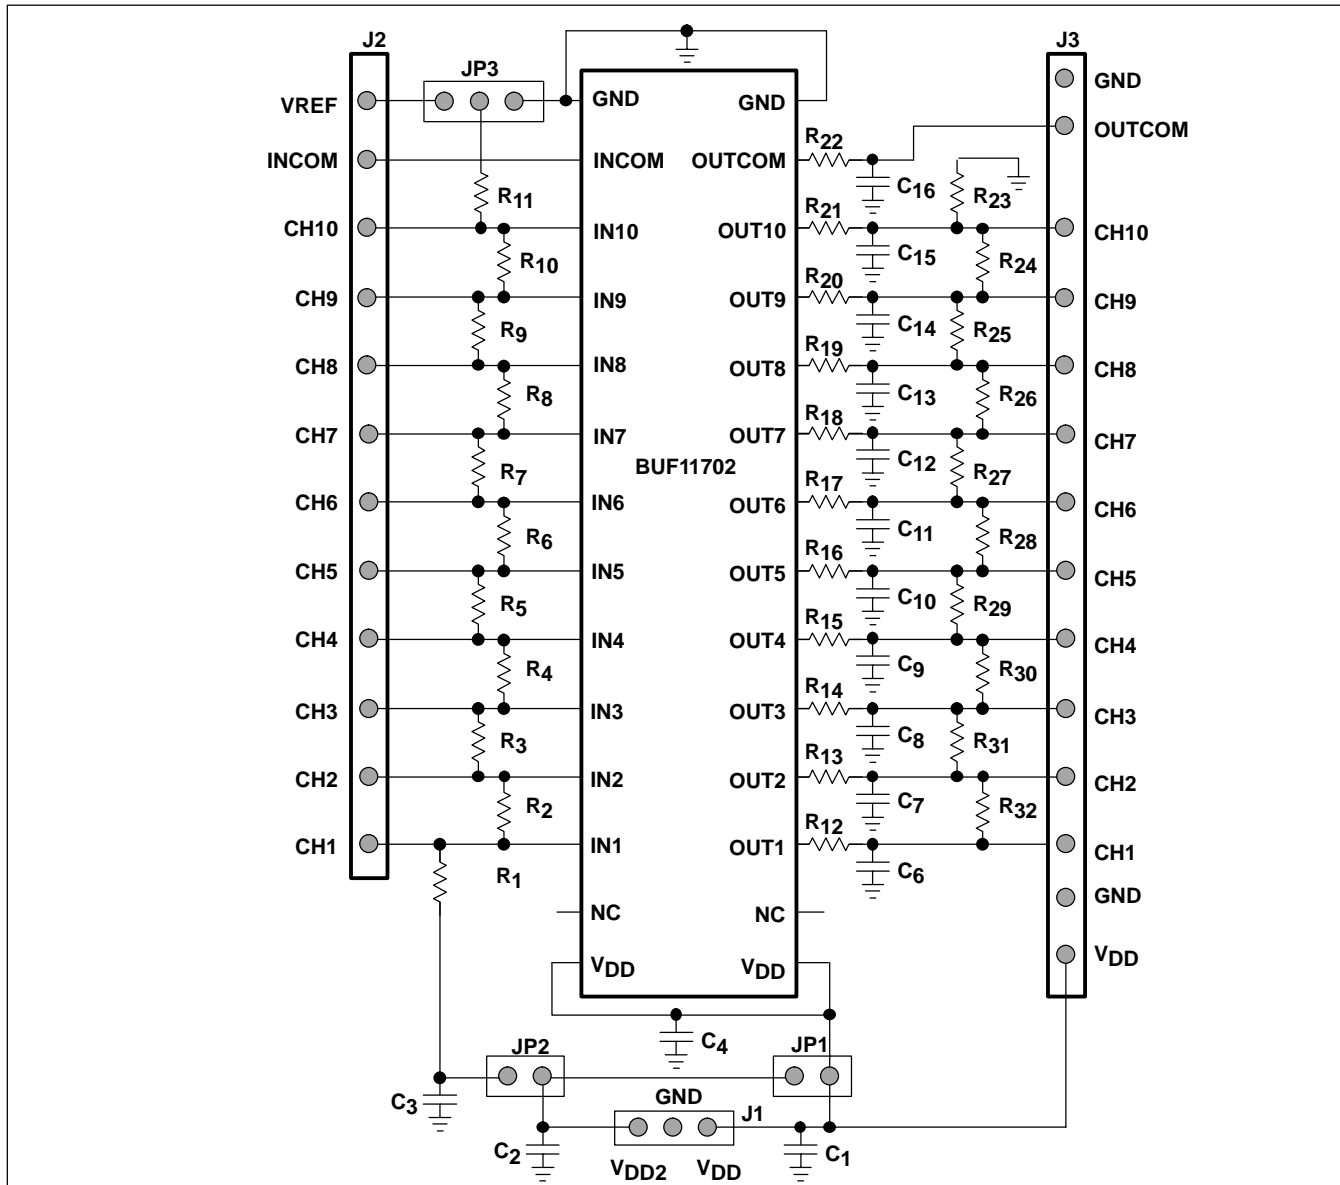 J2
J3
JP3
GND
VREF
GND
GND
OUTCOM
R22
INCOM
INCOM
OUTCOM
C16
R23
R11
R21
CH10
IN10
OUT10
CH10
C15
R10
R24
R20
CH9
IN9
OUT9
CH9
C14
R9
R25
R19
CH8
IN8
OUT8
CH8
C13
R8
R26
R18
CH7
IN7
OUT7
CH7
BUF11702
C12
R7
R27
R17
CH6
IN6
OUT6
CH6
C11
R6
R28
R16
CH5
IN5
OUT5
CH5
C10
R5
R29
R15
CH4
IN4
OUT4
CH4
C9
R4
R30
R14
CH3
IN3
OUT3
CH3
C8
R3
R31
R13
CH2
IN2
OUT2
CH2
C7
R2
R32
R12
CH1
IN1
OUT1
CH1
R1
C6
GND
NC
NC
VDD
VDD
VDD
C4
JP2
JP1
C3
GND
J1
C2
C1
VDD2
VDD